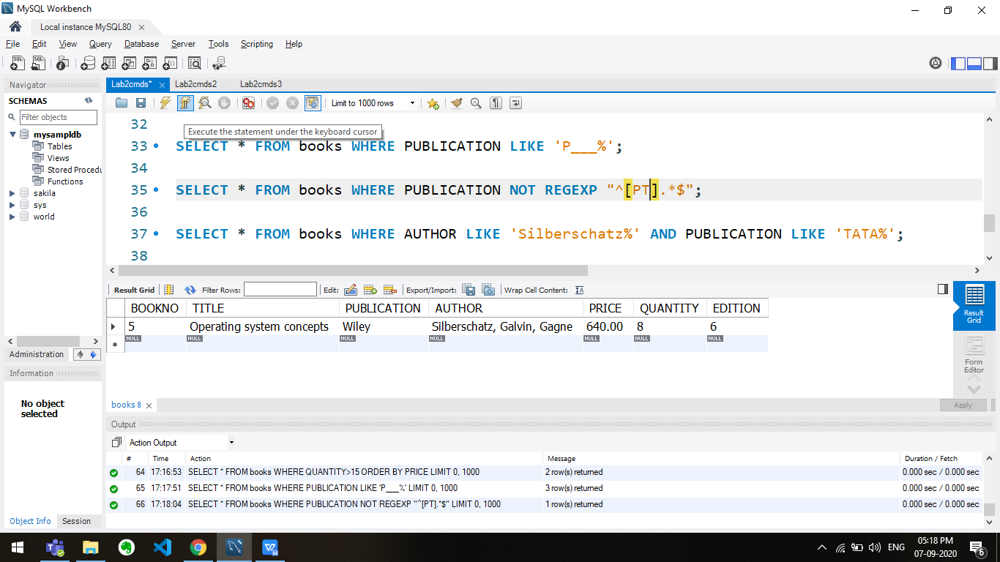 MySQL Workbench
Local instance MySQL80
File Edit View Query Database Server Tools Scripting Help
Navigator
SCHEMAS
Filter objects
mysampldb
Tables
Views
Stored Procedu
Functions
sakila
sys
world
Administration
Information
No object
selected
Object Info Session
Lab2cmds* Lab2cmds2 Lab2cmds3
Limit to 1000 rows
32
Execute the statement under the keyboard cursor
33 SELECT * FROM books WHERE PUBLICATION LIKE 'P___%';
34
35 SELECT * FROM books WHERE PUBLICATION NOT REGEXP "^[PT].*$";
36
37 SELECT * FROM books WHERE AUTHOR LIKE 'Silberschatz%' AND PUBLICATION LIKE 'TATA%';
38
Result Grid Filter Rows: Edit: Export/Import: Wrap Cell Content:
BOOKNO TITLE PUBLICATION AUTHOR PRICE QUANTITY EDITION
5 Operating system concepts Wiley Silberschatz, Galvin, Gagne 640.00 8 6
NULL NULL NULL NULL NULL NULL NULL
Result
Grid
Form
Editor
books 8
Apply
Output
Action Output
# Time Action Message Duration / Fetch
64 17:16:53 SELECT * FROM books WHERE QUANTITY>15 ORDER BY PRICE LIMIT 0, 1000 2 row(s) returned 0.000 sec / 0.000 sec
65 17:17:51 SELECT * FROM books WHERE PUBLICATION LIKE 'P___%' LIMIT 0, 1000 3 row(s) returned 0.000 sec / 0.000 sec
66 17:18:04 SELECT * FROM books WHERE PUBLICATION NOT REGEXP "^[PT].*$" LIMIT 0, 1000 1 row(s) returned 0.000 sec / 0.000 sec
ENG
05:18 PM
07-09-2020
6